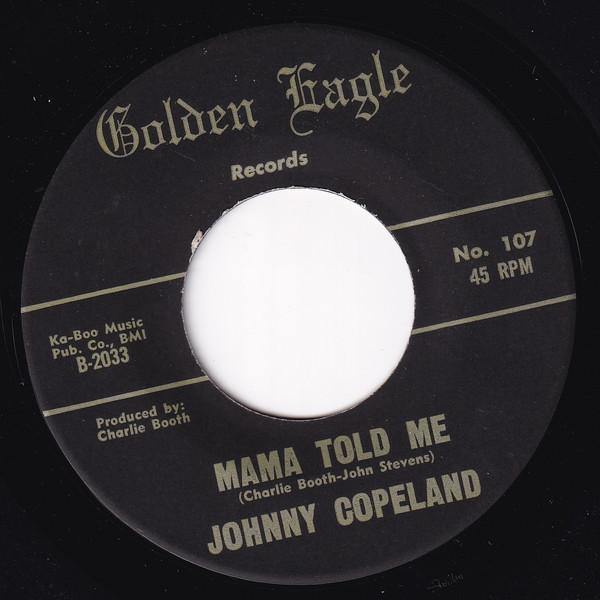 Golden Eagle
Records
No. 107
45 RPM
Ka-Boo Music
Pub. Co., BMI
B-2033
Produced by:
Charlie Booth
MAMA TOLD ME
(Charlie Booth-John Stevens)
JOHNNY COPELAND